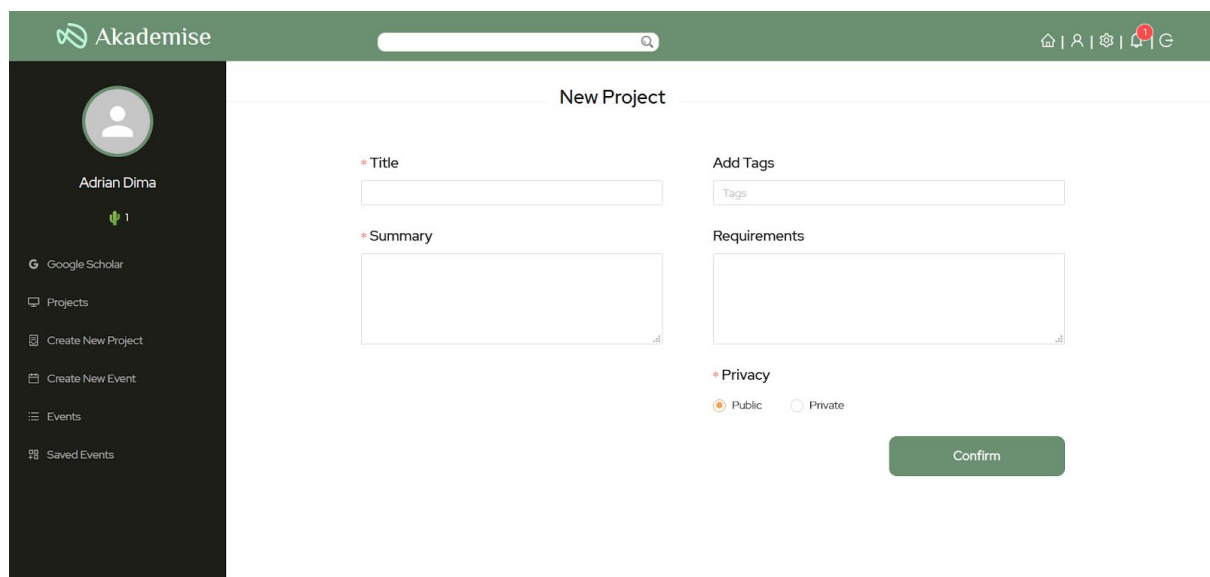 Akademise
1
New Project
Adrian Dima
1
Google Scholar
Projects
Create New Project
Create New Event
Events
Saved Events
* Title
Add Tags
Tags
* Summary
Requirements
* Privacy
Public
Private
Confirm